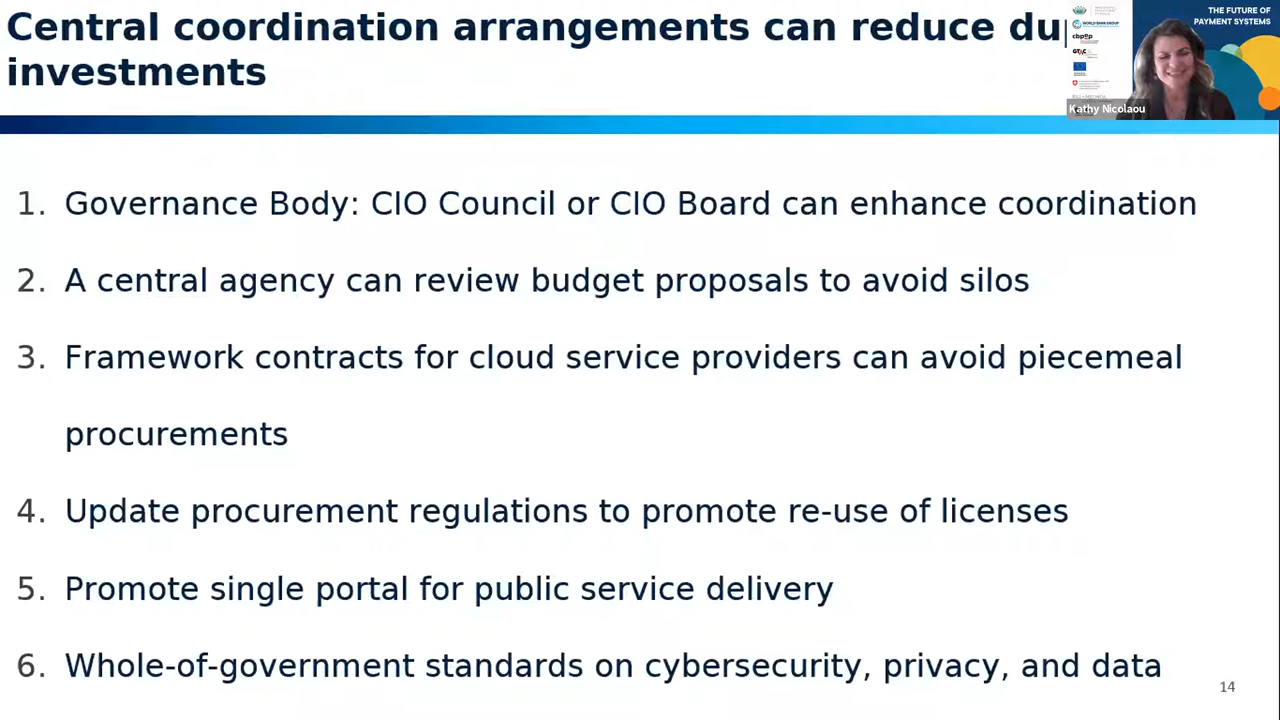 Central coordination arrangements can reduce
investments
THE FUTURE OF
PAYMENT SYSTEMS
WORLD BANK GROUP
Kathy Nicolaou
1. Governance Body: CIO Council or CIO Board can enhance coordination
2. A central agency can review budget proposals to avoid silos
3. Framework contracts for cloud service providers can avoid piecemeal
procurements
4. Update procurement regulations to promote re-use of licenses
5. Promote single portal for public service delivery
6. Whole-of-government standards on cybersecurity, privacy, and data
14